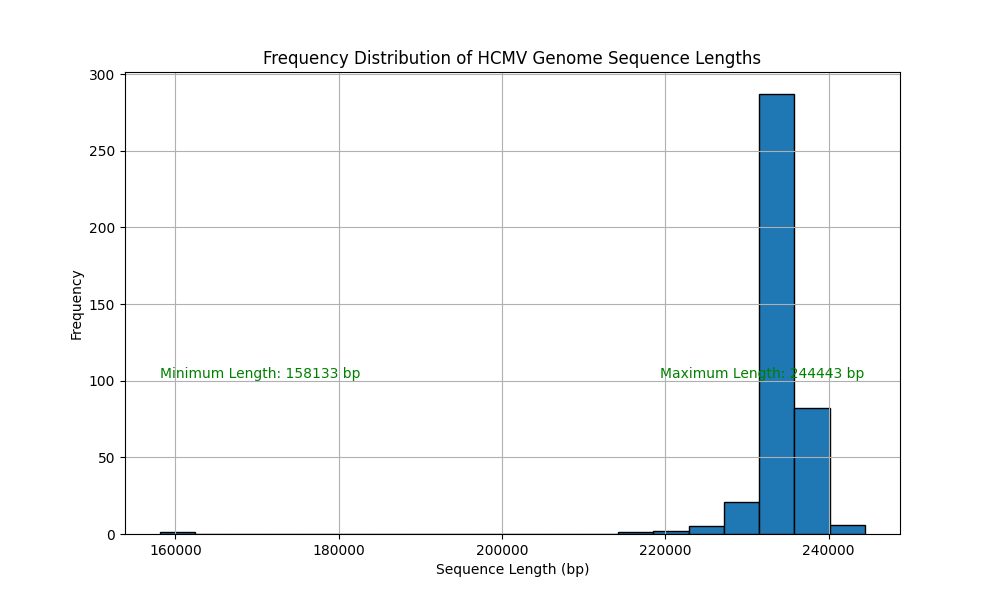 Frequency Distribution of HCMV Genome Sequence Lengths
300
250
200
150
100
50
0
Frequency
Minimum Length: 158133 bp
Maximum Length: 244443 bp
160000
180000
200000
220000
240000
Sequence Length (bp)